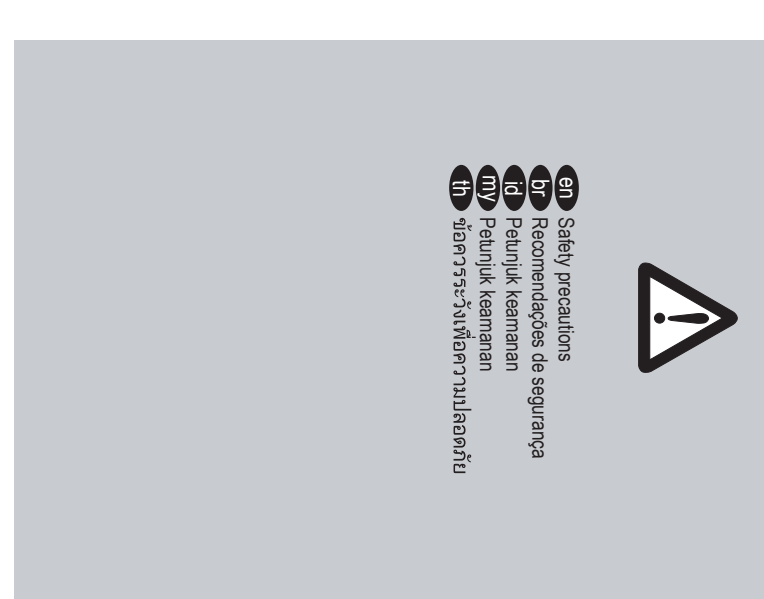 en Safety precautions
br Recomendações de segurança
id Petunjuk keamanan
my Petunjuk keamanan
th ข้อควรระวังเพื่อความปลอดภัย